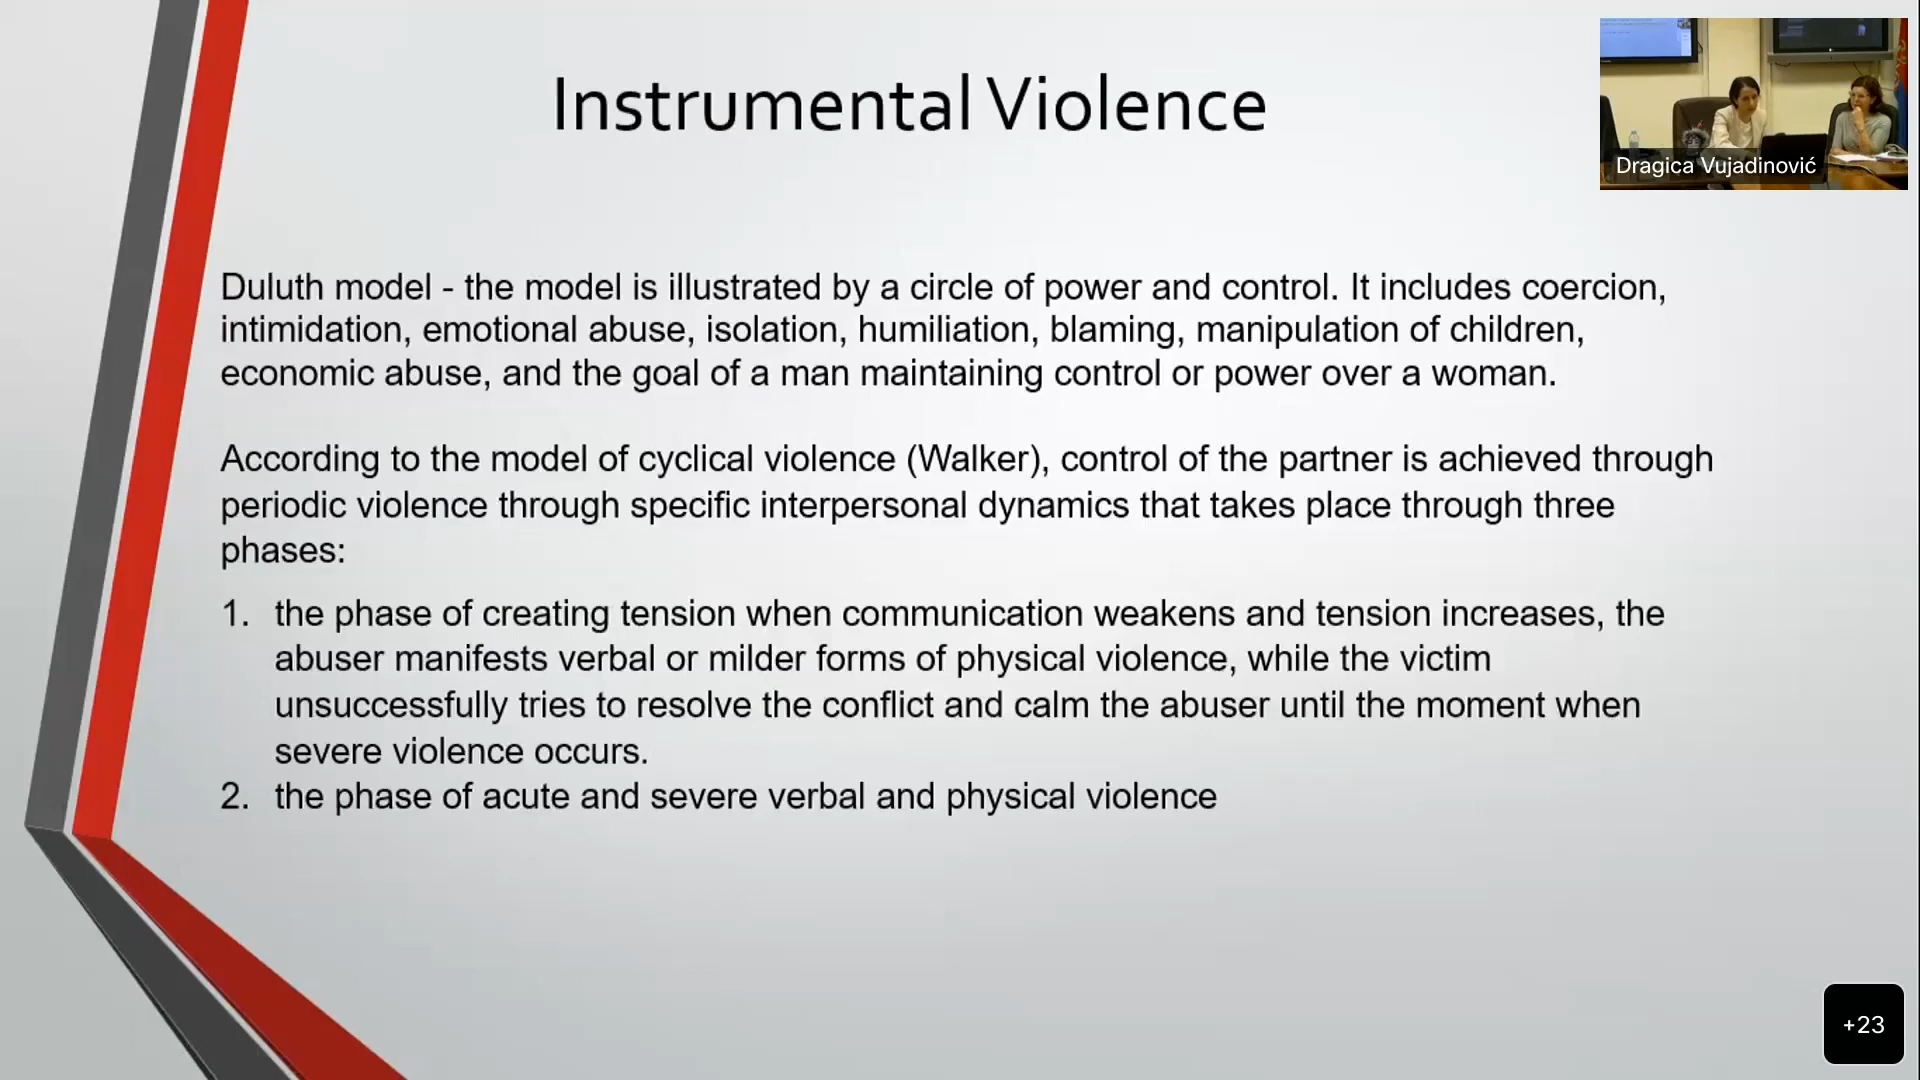 Instrumental Violence
Dragica Vujadinović
Duluth model - the model is illustrated by a circle of power and control. It includes coercion,
intimidation, emotional abuse, isolation, humiliation, blaming, manipulation of children,
economic abuse, and the goal of a man maintaining control or power over a woman.
According to the model of cyclical violence (Walker), control of the partner is achieved through
periodic violence through specific interpersonal dynamics that takes place through three
phases:
1. the phase of creating tension when communication weakens and tension increases, the
abuser manifests verbal or milder forms of physical violence, while the victim
unsuccessfully tries to resolve the conflict and calm the abuser until the moment when
severe violence occurs.
2. the phase of acute and severe verbal and physical violence
+23